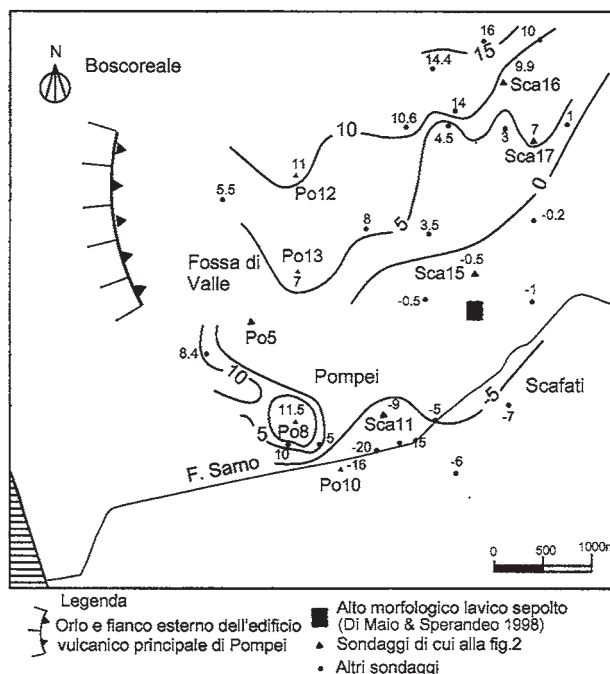 N
Boscoreale
16
10
15
14.4
9.9
Sca16
14
10,6
10
4.5
3
7
1
Sca17
11
Po12
5.5
8
5
3,5
0
-0.2
Fossa di
Valle
Po13
7
-0.5
Sca15
-0.5
-1
Po5
8.4
10
Pompei
Scafati
-5
11.5
Po8
-9
Sca11
-5
-7
5
10
-5
-20
15
F. Sarno
-16
Po10
-6
0 500 1000m
Legenda
Orlo e fianco esterno dell'edificio
vulcanico principale di Pompei
Alto morfologico lavico sepolto
(Di Maio & Sperandeo 1998)
Sondaggi di cui alla fig.2
Altri sondaggi